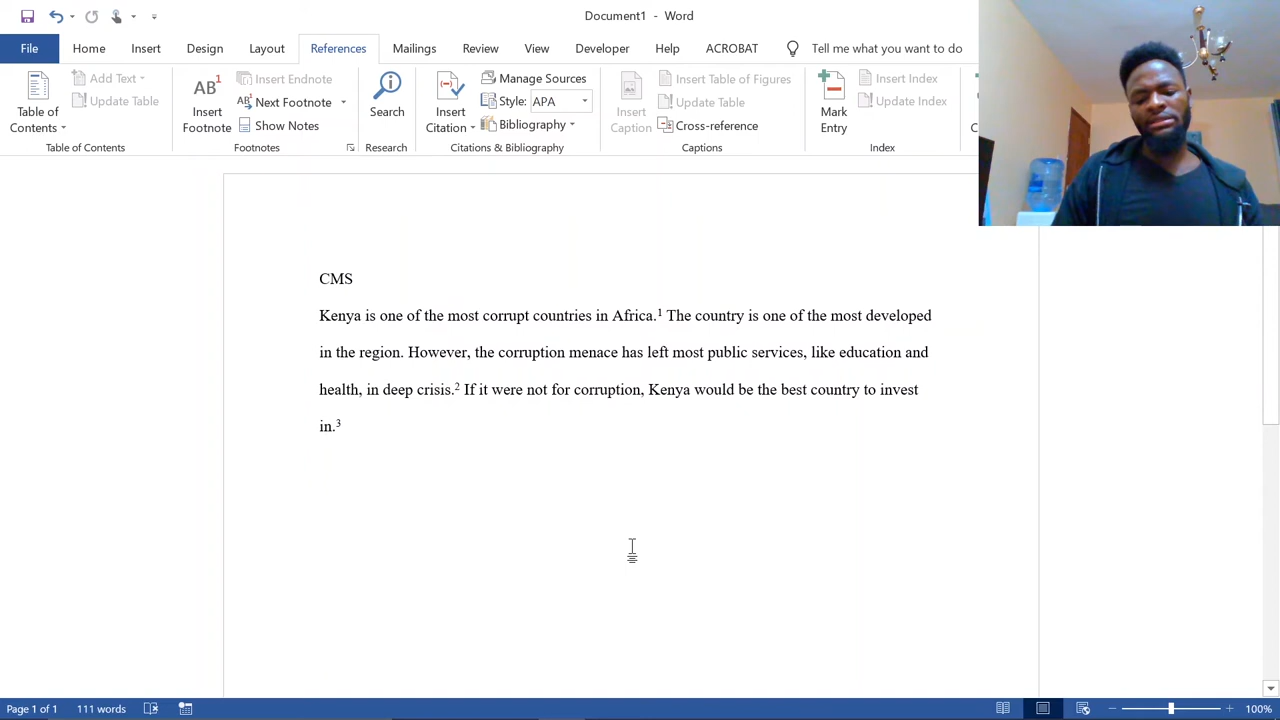 Document1 - Word
File Home Insert Design Layout References Mailings Review View Developer Help ACROBAT Tell me what you want to do
Table of Contents
Add Text
Update Table
Table of Contents
AB1
Insert Footnote
Insert Endnote
Next Footnote
Show Notes
Footnotes
Search
Research
Insert Citation
Manage Sources
Style: APA
Bibliography
Citations & Bibliography
Insert Caption
Insert Table of Figures
Update Table
Cross-reference
Captions
Mark Entry
Insert Index
Update Index
Index
CMS
Kenya is one of the most corrupt countries in Africa.1 The country is one of the most developed
in the region. However, the corruption menace has left most public services, like education and
health, in deep crisis.2 If it were not for corruption, Kenya would be the best country to invest
in.3
Page 1 of 1 111 words 100%